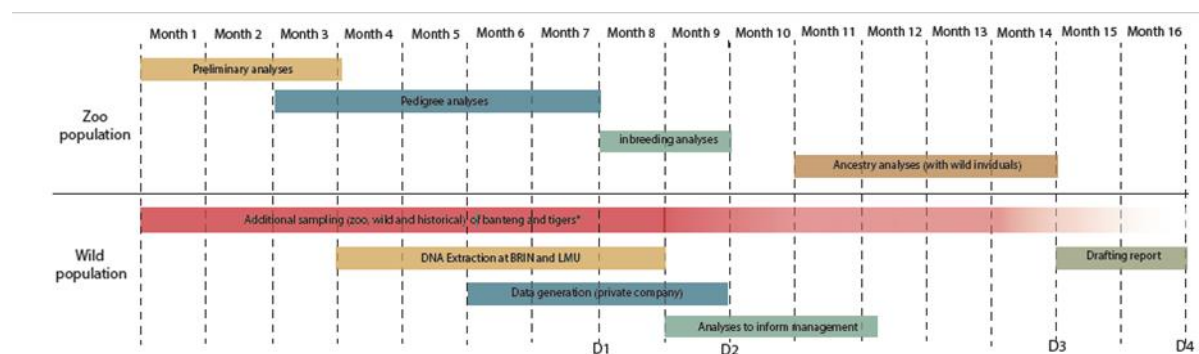 Month 1 Month 2 Month 3 Month 4 Month 5 Month 6 Month 7 Month 8 Month 9 Month 10 Month 11 Month 12 Month 13 Month 14 Month 15 Month 16
Preliminary analyses
Pedigree analyses
Zoo
population
inbreeding analyses
Ancestry analyses (with wild inviduals)
Additional sampling (zoo, wild and historical) of banteng and tigers*
Wild
population
DNA Extraction at BRIN and LMU
Drafting report
Data generation (private company)
Analyses to inform management
D1 D2 D3 D4